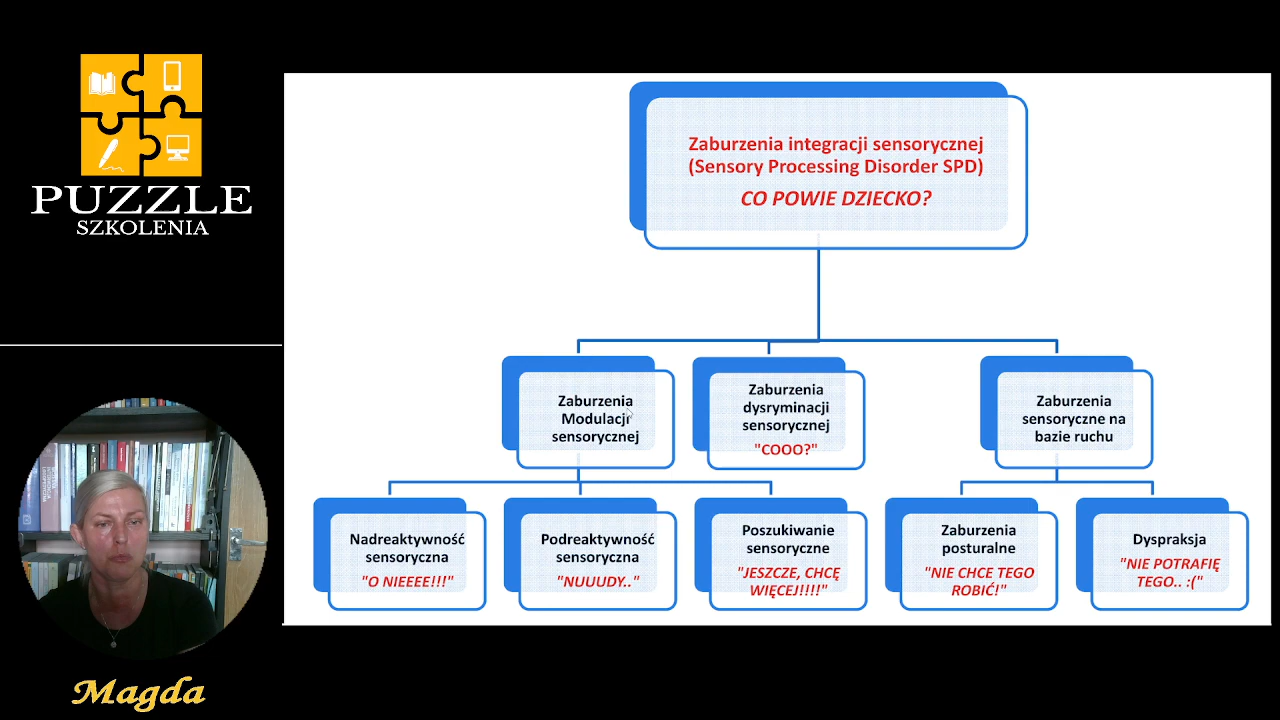 PUZZLE
SZKOLENIA
Zaburzenia integracji sensorycznej
(Sensory Processing Disorder SPD)
CO POWIE DZIECKO?
Zaburzenia
Modulacji
sensorycznej
Zaburzenia
dysryminacji
sensorycznej
"COOO?"
Zaburzenia
sensoryczne na
bazie ruchu
Nadreaktywność
sensoryczna
"O NIEEEE!!!"
Podreaktywność
sensoryczna
"NUUUDY.."
Poszukiwanie
sensoryczne
"JESZCZE, CHCĘ
WIĘCEJ!!!!"
Zaburzenia
posturalne
"NIE CHCE TEGO
ROBIĆ!"
Dyspraksja
"NIE POTRAFIĘ
TEGO.. :("
Magda